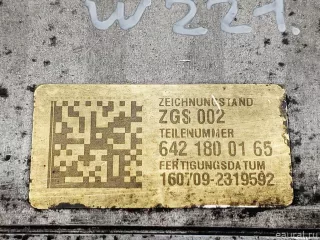 W221.
ZEICHNUNGSTAND
ZGS 002
TEILENUMMER
642 180 01 65
FERTIGUNGSDATUM
160709-2319592
eaural.ru